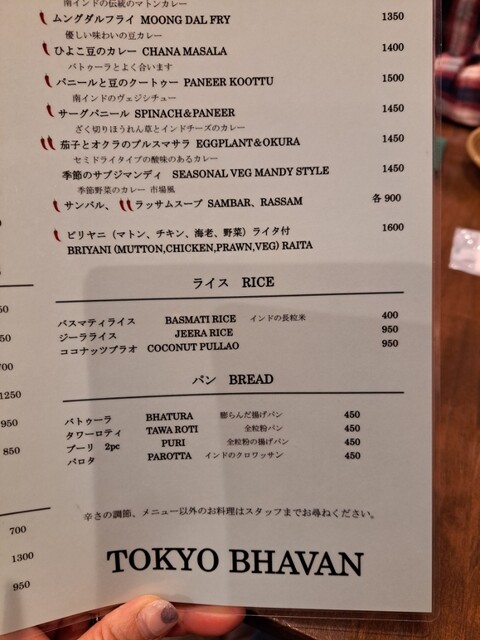 南インドの伝統のマトンカレー
ムングダルフライ MOONG DAL FRY 1350
優しい味わいの豆カレー
ひよこ豆のカレー CHANA MASALA 1400
バトゥーラとよく合います
パニールと豆のクートゥー PANEER KOOTTU 1500
南インドのヴェジシチュー
サーグパニール SPINACH&PANEER 1450
ざく切りほうれん草とインドチーズのカレー
茄子とオクラのプルスマサラ EGGPLANT&OKURA 1450
セミドライタイプの酸味のあるカレー
季節のサブジマンディ SEASONAL VEG MANDY STYLE 1450
季節野菜のカレー 市場風
サンバル、ラッサムスープ SAMBAR、RASSAM 各 900
ビリヤニ（マトン、チキン、海老、野菜）ライタ付 1600
BRIYANI (MUTTON,CHICKEN,PRAWN,VEG) RAITA
ライス RICE
バスマティライス BASMATI RICE インドの長粒米 400
ジーラライス JEERA RICE 950
ココナッツプラオ COCONUT PULLAO 950
パン BREAD
バトゥーラ BHATURA 膨らんだ揚げパン 450
タワーロティ TAWA ROTI 全粒粉パン 450
プーリ 2pc PURI 全粒粉の揚げパン 450
パロタ PAROTTA インドのクロワッサン 450
辛さの調節、メニュー以外のお料理はスタッフまでお尋ねください。
TOKYO BHAVAN
1250
950
850
700
1300
950